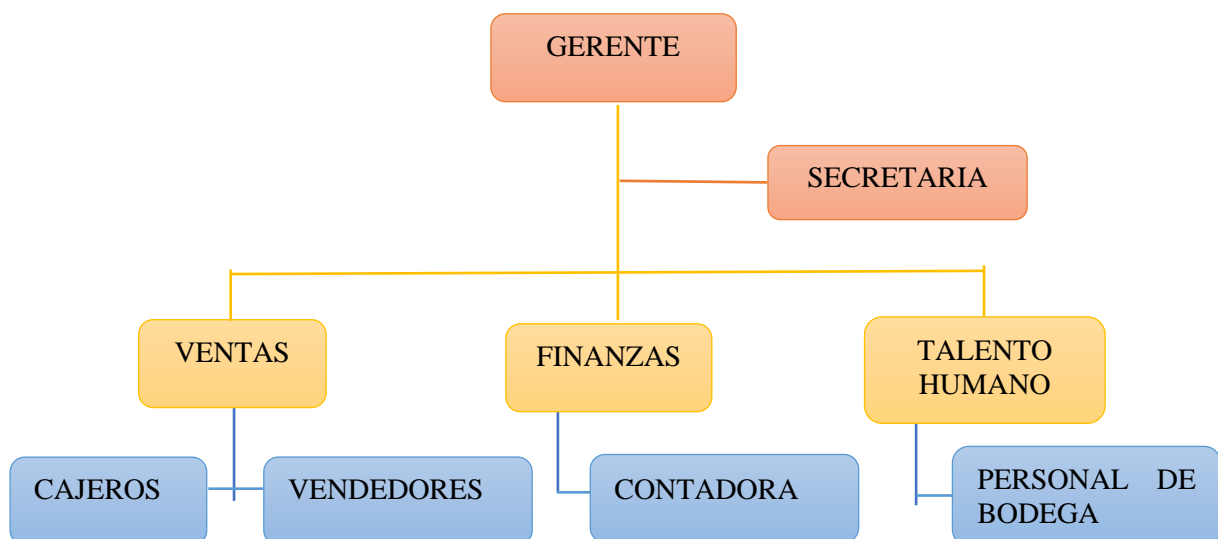 GERENTE
SECRETARIA
VENTAS
FINANZAS
TALENTO
HUMANO
CAJEROS
VENDEDORES
CONTADORA
PERSONAL DE
BODEGA